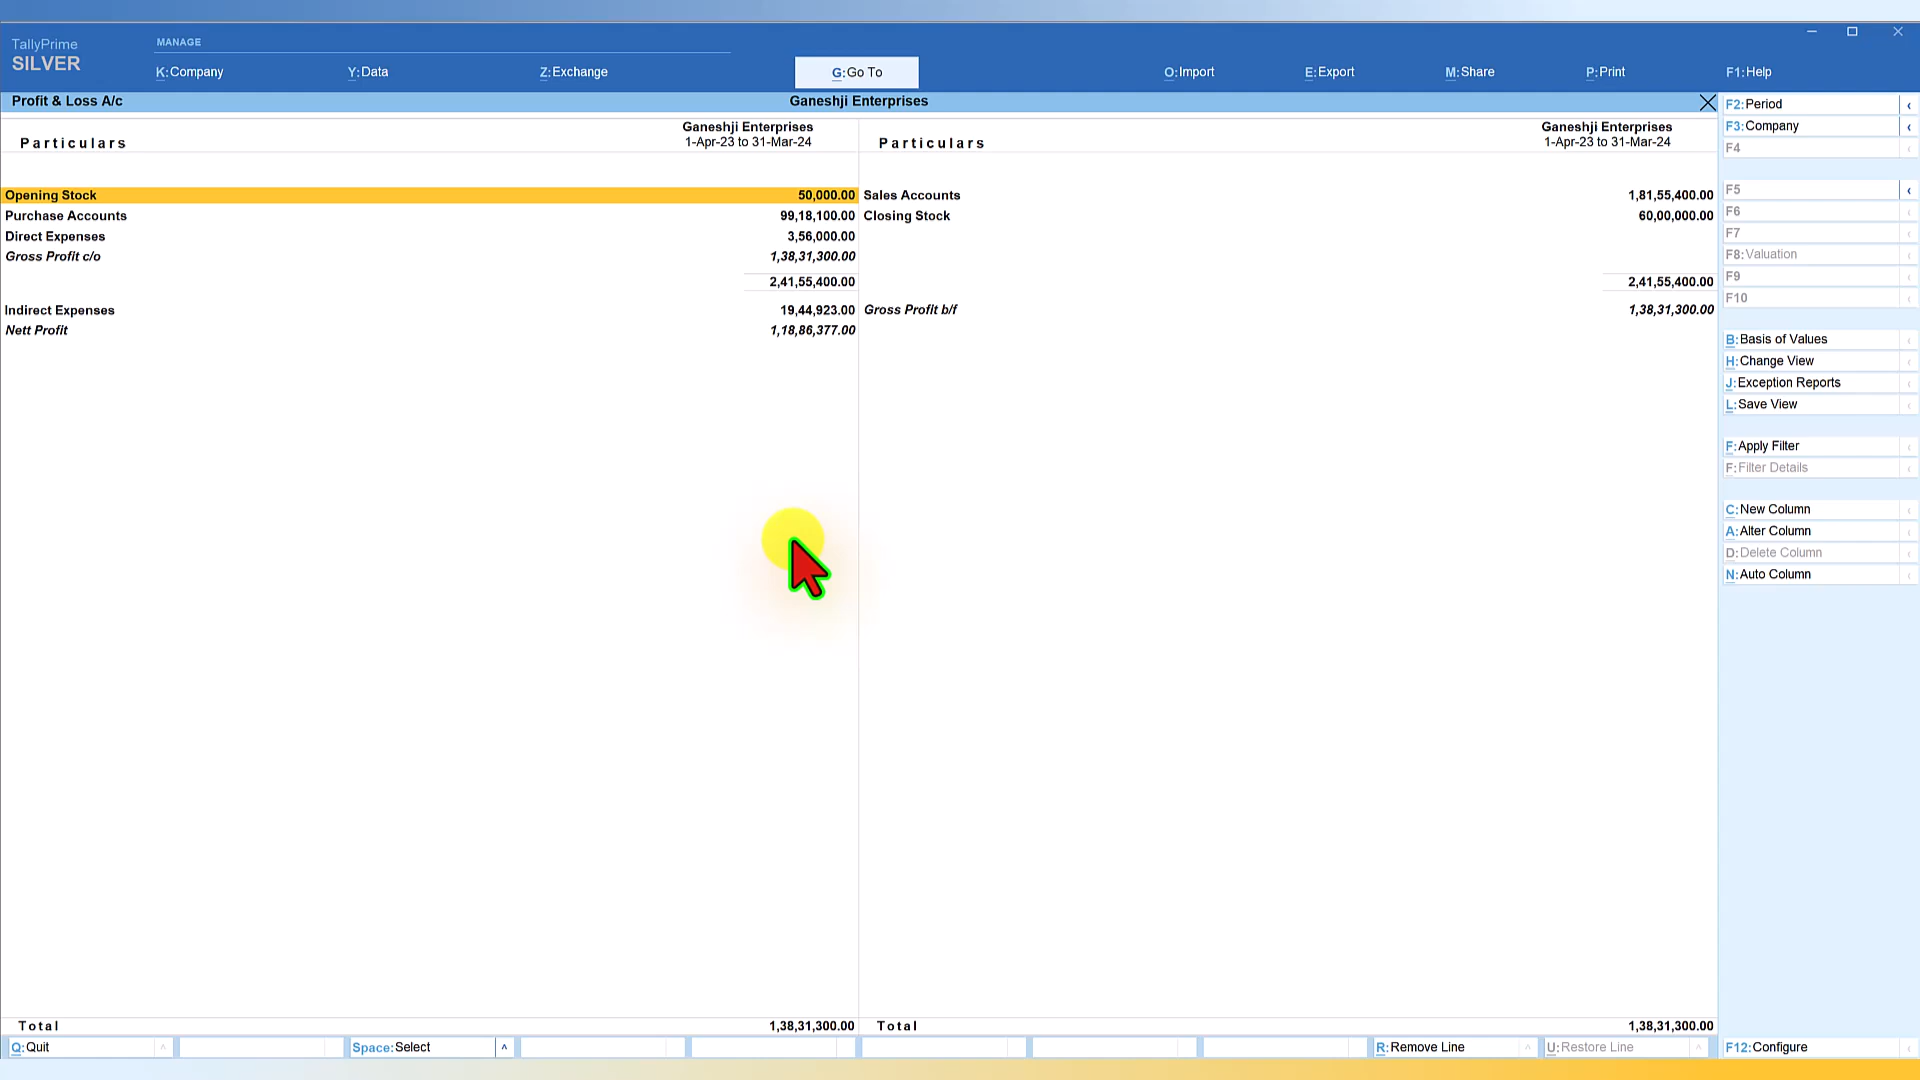 TallyPrime
SILVER
MANAGE
K:Company
Y:Data
Z:Exchange
G:Go To
O:Import
E:Export
M:Share
P:Print
F1:Help
Profit & Loss A/c
Ganeshji Enterprises
Particulars
Ganeshji Enterprises
1-Apr-23 to 31-Mar-24
Particulars
Ganeshji Enterprises
1-Apr-23 to 31-Mar-24
Opening Stock 50,000.00
Purchase Accounts 99,18,100.00
Direct Expenses 3,56,000.00
Gross Profit c/o 1,38,31,300.00
2,41,55,400.00
Indirect Expenses 19,44,923.00
Nett Profit 1,18,86,377.00
Sales Accounts 1,81,55,400.00
Closing Stock 60,00,000.00
2,41,55,400.00
Gross Profit b/f 1,38,31,300.00
Total 1,38,31,300.00
Total 1,38,31,300.00
F2:Period
F3:Company
F4
F5
F6
F7
F8:Valuation
F9
F10
B:Basis of Values
H:Change View
J:Exception Reports
L:Save View
F:Apply Filter
F:Filter Details
C:New Column
A:Alter Column
D:Delete Column
N:Auto Column
Q:Quit
Space:Select
R:Remove Line
U:Restore Line
F12:Configure